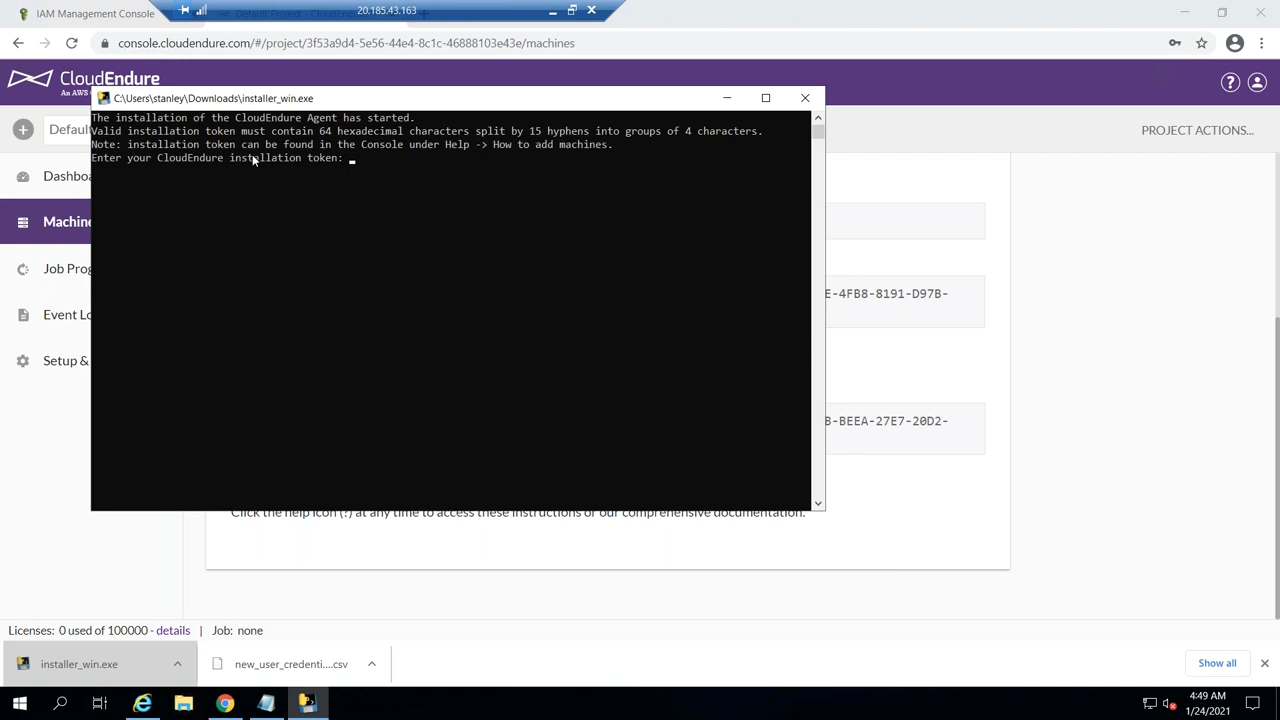 IAM Management Console
20.185.43.163
console.cloudendure.com/#/project/3f53a9d4-5e56-44e4-8c1c-46888103e43e/machines
CloudEndure
An AWS
C:\Users\stanley\Downloads\installer_win.exe
The installation of the CloudEndure Agent has started.
Valid installation token must contain 64 hexadecimal characters split by 15 hyphens into groups of 4 characters.
Note: installation token can be found in the Console under Help -> How to add machines.
Enter your CloudEndure installation token:
Defaul
PROJECT ACTIONS...
Dashbo
Machine
Job Prog
Event Lo
Setup &
E-4FB8-8191-D97B-
B-BEEA-27E7-20D2-
Click the help icon (?) at any time to access these instructions or our comprehensive documentation.
Licenses: 0 used of 100000 - details | Job: none
installer_win.exe
new_user_credenti....csv
Show all
4:49 AM
1/24/2021